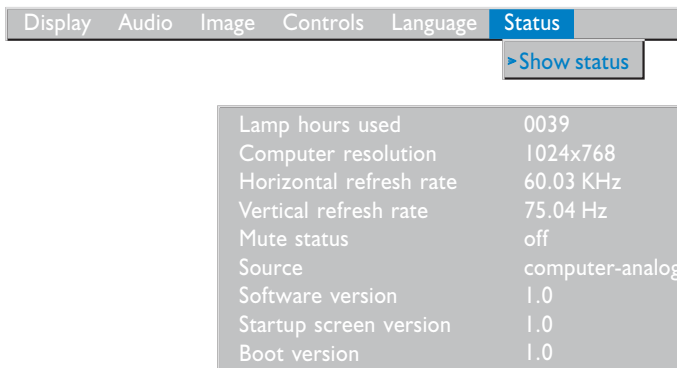 Display Audio Image Controls Language Status
>Show status
Lamp hours used 0039
Computer resolution 1024x768
Horizontal refresh rate 60.03 KHz
Vertical refresh rate 75.04 Hz
Mute status off
Source computer-analog
Software version 1.0
Startup screen version 1.0
Boot version 1.0